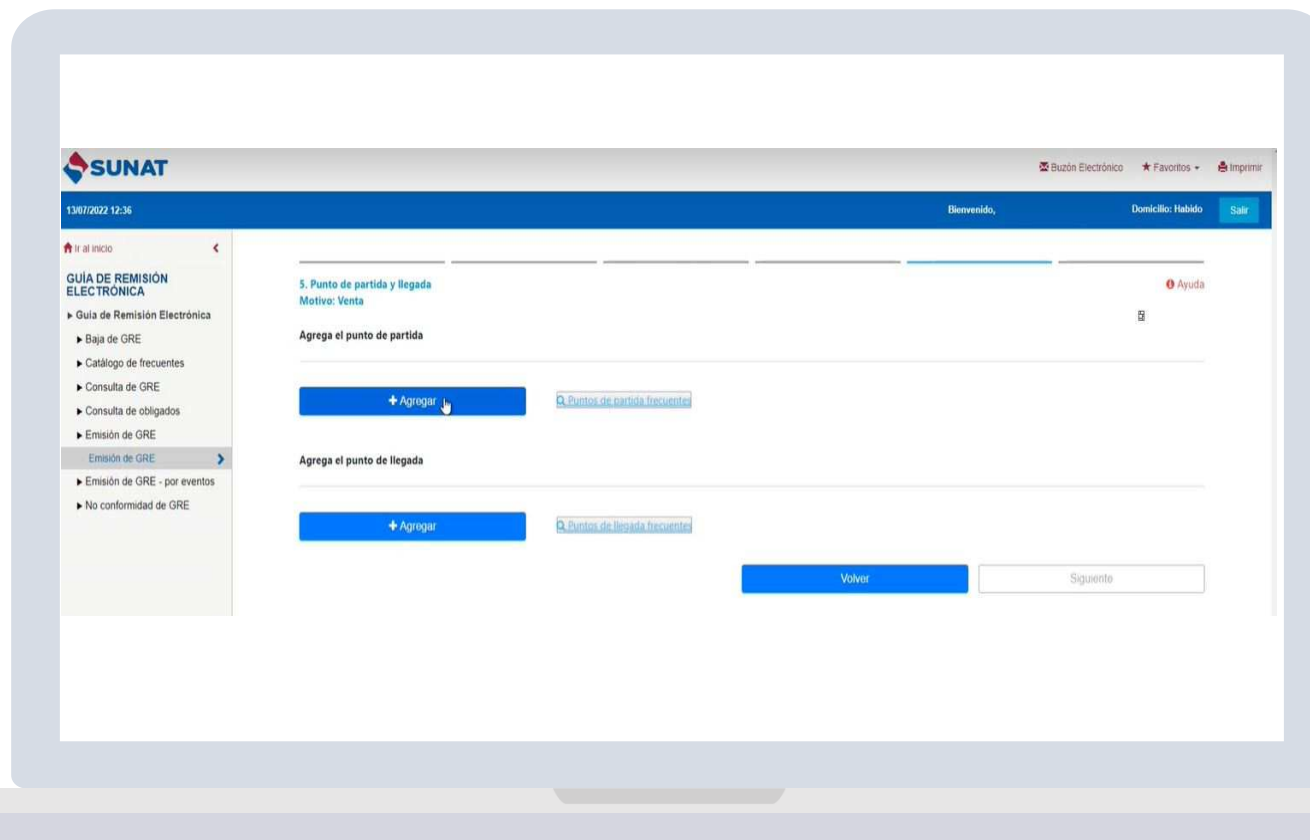 SUNAT
Buzón Electrónico
Favoritos
Imprimir
13/07/2022 12:36
Bienvenido,
Domicilio: Habido
Salir
Ir al inicio
GUÍA DE REMISIÓN
ELECTRÓNICA
Guía de Remisión Electrónica
Baja de GRE
Catálogo de frecuentes
Consulta de GRE
Consulta de obligados
Emisión de GRE
Emisión de GRE
Emisión de GRE - por eventos
No conformidad de GRE
5. Punto de partida y llegada
Motivo: Venta
Ayuda
Agrega el punto de partida
+ Agregar
Puntos de partida frecuentes
Agrega el punto de llegada
+ Agregar
Puntos de llegada frecuentes
Volver
Siguiente